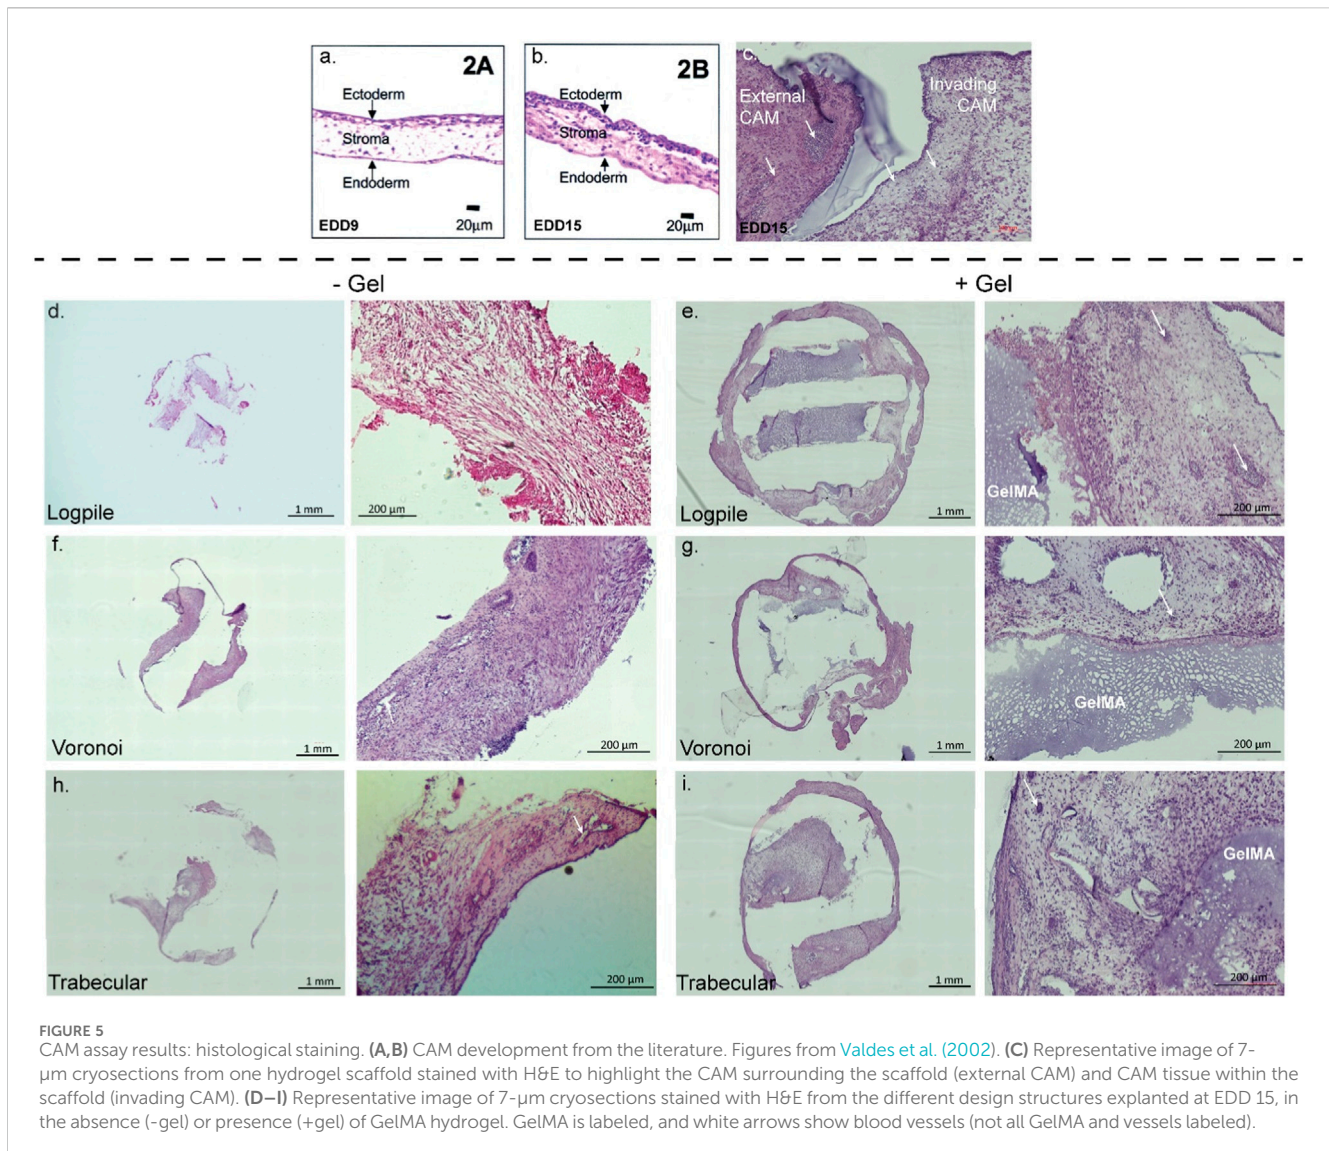 a.
2A
Ectoderm
Stroma
Endoderm
EDD9
20µm
b.
2B
Ectoderm
Stroma
Endoderm
EDD15
20µm
c.
External
CAM
Invading
CAM
EDD15
- Gel
+ Gel
d.
Logpile
1 mm
200 µm
e.
Logpile
1 mm
GelMA
200 µm
f.
Voronoi
1 mm
200 µm
g.
Voronoi
1 mm
GelMA
200 µm
h.
Trabecular
1 mm
200 µm
i.
Trabecular
1 mm
GelMA
200 µm
FIGURE 5
CAM assay results: histological staining. (A,B) CAM development from the literature. Figures from Valdes et al. (2002). (C) Representative image of 7-
µm cryosections from one hydrogel scaffold stained with H&E to highlight the CAM surrounding the scaffold (external CAM) and CAM tissue within the
scaffold (invading CAM). (D–I) Representative image of 7-µm cryosections stained with H&E from the different design structures explanted at EDD 15, in
the absence (-gel) or presence (+gel) of GelMA hydrogel. GelMA is labeled, and white arrows show blood vessels (not all GelMA and vessels labeled).